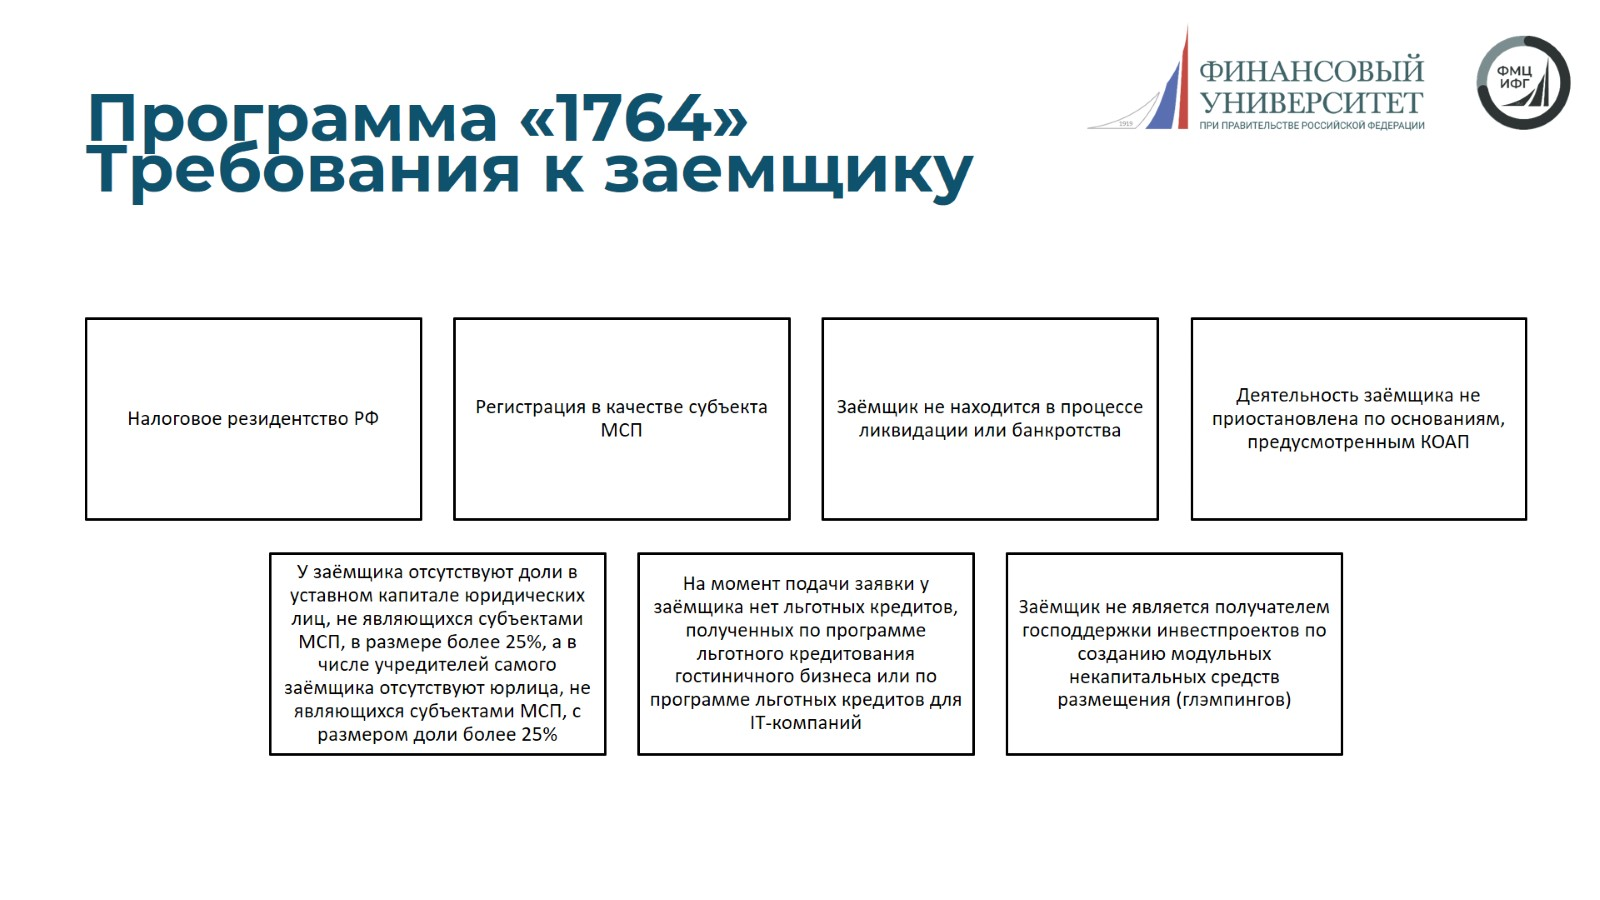 Программа «1764»
Требования к заемщику
1919
ФИНАНСОВЫЙ
УНИВЕРСИТЕТ
ПРИ ПРАВИТЕЛЬСТВЕ РОССИЙСКОЙ ФЕДЕРАЦИИ
ФМЦ
ИФГ
Налоговое резидентство РФ
Регистрация в качестве субъекта
МСП
Заёмщик не находится в процессе
ликвидации или банкротства
Деятельность заёмщика не
приостановлена по основаниям,
предусмотренным КОАП
У заёмщика отсутствуют доли в
уставном капитале юридических
лиц, не являющихся субъектами
МСП, в размере более 25%, а в
числе учредителей самого
заёмщика отсутствуют юрлица, не
являющихся субъектами МСП, с
размером доли более 25%
На момент подачи заявки у
заёмщика нет льготных кредитов,
полученных по программе
льготного кредитования
гостиничного бизнеса или по
программе льготных кредитов для
IT-компаний
Заёмщик не является получателем
господдержки инвестпроектов по
созданию модульных
некапитальных средств
размещения (глэмпингов)